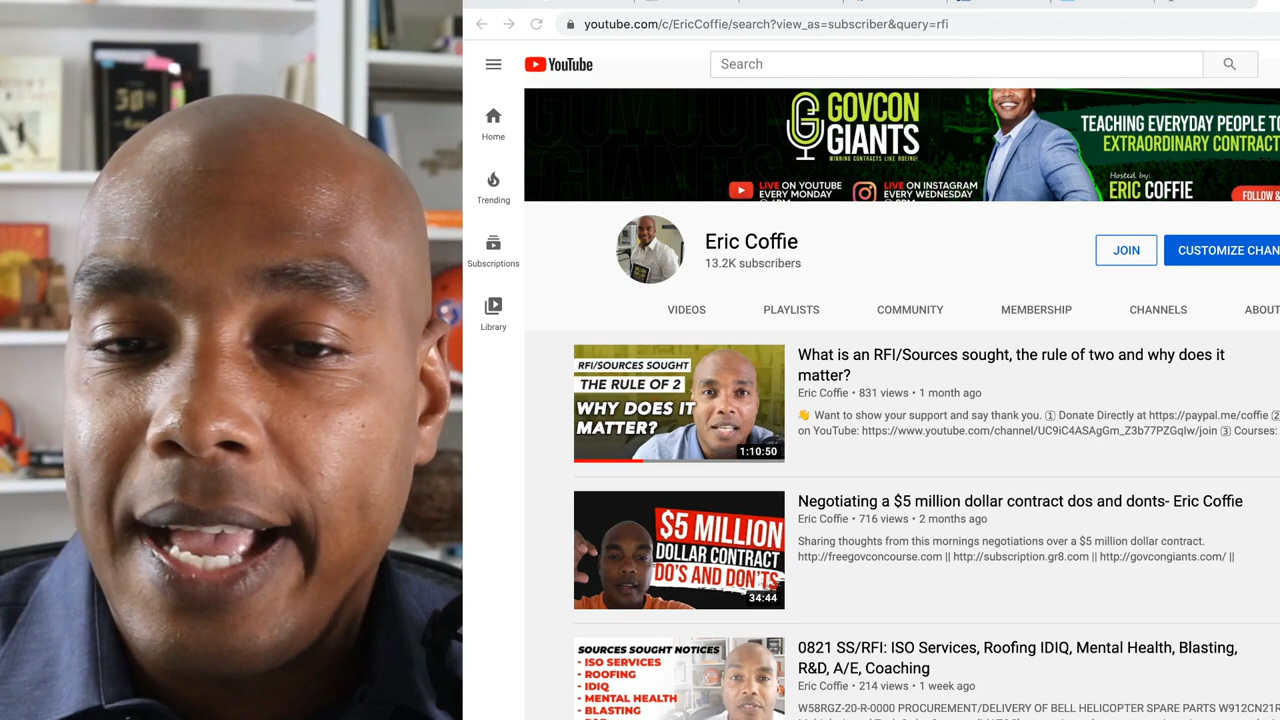 youtube.com/c/EricCoffie/search?view_as=subscriber&query=rfi
YouTube
Search
Home
Trending
Subscriptions
Library
GOVCON
GIANTS
WINNING CONTRACTS LIKE BOEING!
LIVE ON YOUTUBE
EVERY MONDAY
LIVE ON INSTAGRAM
EVERY WEDNESDAY
TEACHING EVERYDAY PEOPLE TO
EXTRAORDINARY CONTRACT
Hosted by:
ERIC COFFIE
FOLLOW &
Eric Coffie
13.2K subscribers
JOIN
CUSTOMIZE CHAN
VIDEOS
PLAYLISTS
COMMUNITY
MEMBERSHIP
CHANNELS
ABOUT
RFI/SOURCES SOUGHT
THE RULE OF 2
WHY DOES IT
MATTER?
1:10:50
What is an RFI/Sources sought, the rule of two and why does it
matter?
Eric Coffie • 831 views • 1 month ago
👋 Want to show your support and say thank you. ① Donate Directly at https://paypal.me/coffie ②
on YouTube: https://www.youtube.com/channel/UC9iC4ASAgGm_Z3b77PZGqlw/join ③ Courses:
$5 MILLION
DOLLAR CONTRACT
DO'S AND DON'TS
34:44
Negotiating a $5 million dollar contract dos and donts- Eric Coffie
Eric Coffie • 716 views • 2 months ago
Sharing thoughts from this mornings negotiations over a $5 million dollar contract.
http://freegovconcourse.com || http://subscription.gr8.com || http://govcongiants.com/ ||
SOURCES SOUGHT NOTICES
- ISO SERVICES
- ROOFING
- IDIQ
- MENTAL HEALTH
- BLASTING
0821 SS/RFI: ISO Services, Roofing IDIQ, Mental Health, Blasting,
R&D, A/E, Coaching
Eric Coffie • 214 views • 1 week ago
W58RGZ-20-R-0000 PROCUREMENT/DELIVERY OF BELL HELICOPTER SPARE PARTS W912CN21F